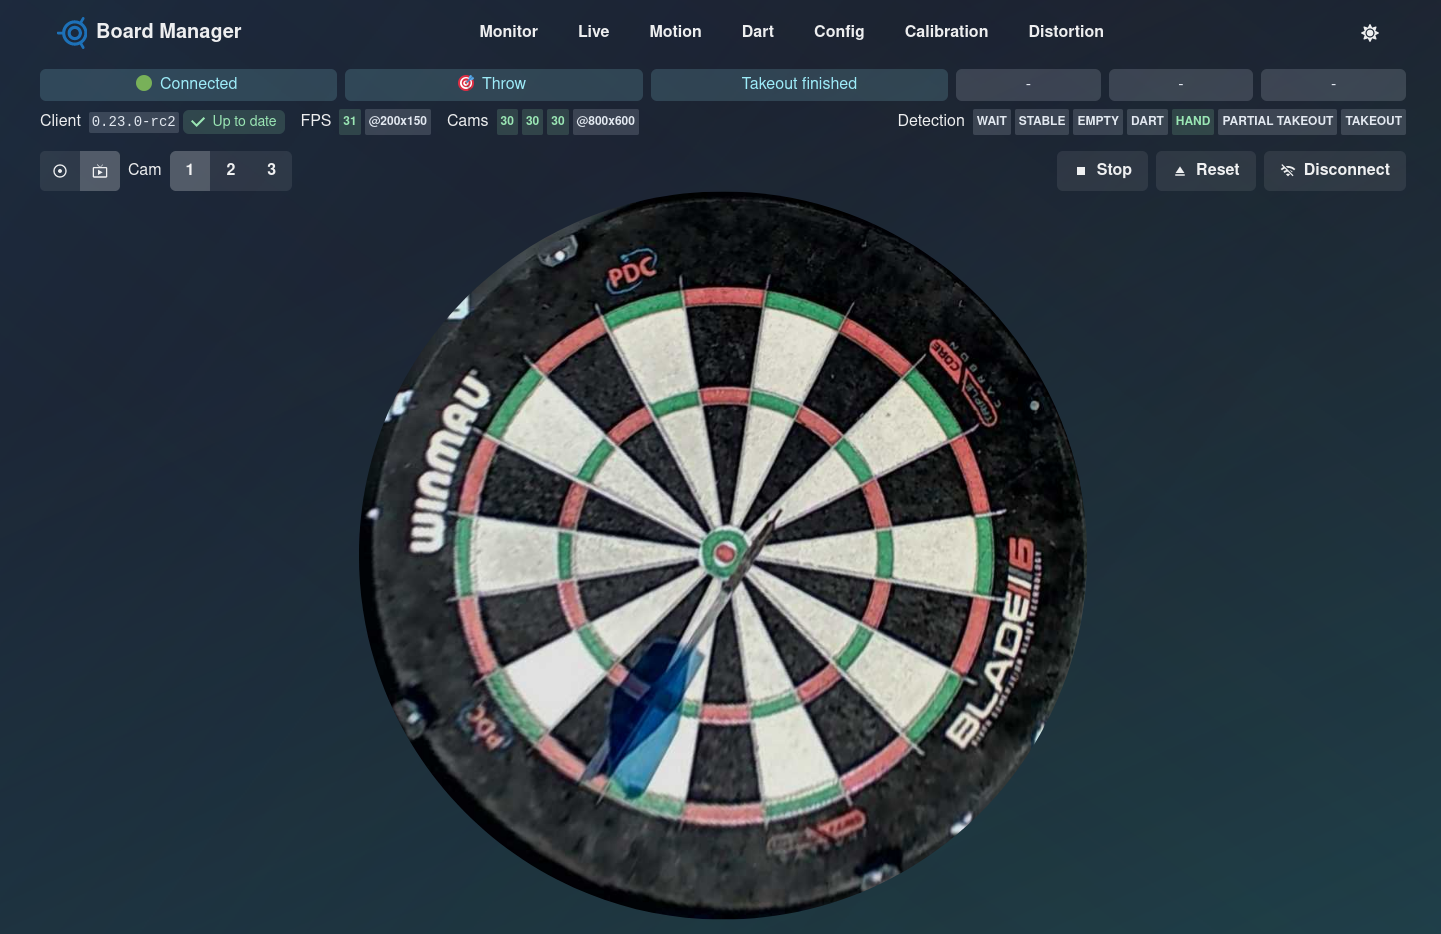 Board Manager
Monitor Live Motion Dart Config Calibration Distortion
Connected
Throw
Takeout finished
-
-
-
Client 0.23.0-rc2 Up to date FPS 31 @200x150 Cams 30 30 30 @800x600
Detection WAIT STABLE EMPTY DART HAND PARTIAL TAKEOUT TAKEOUT
Cam 1 2 3
Stop Reset Disconnect
PDC
CORE
TRIPLE
CARBON
WINMAU
BLADE 6
PDC